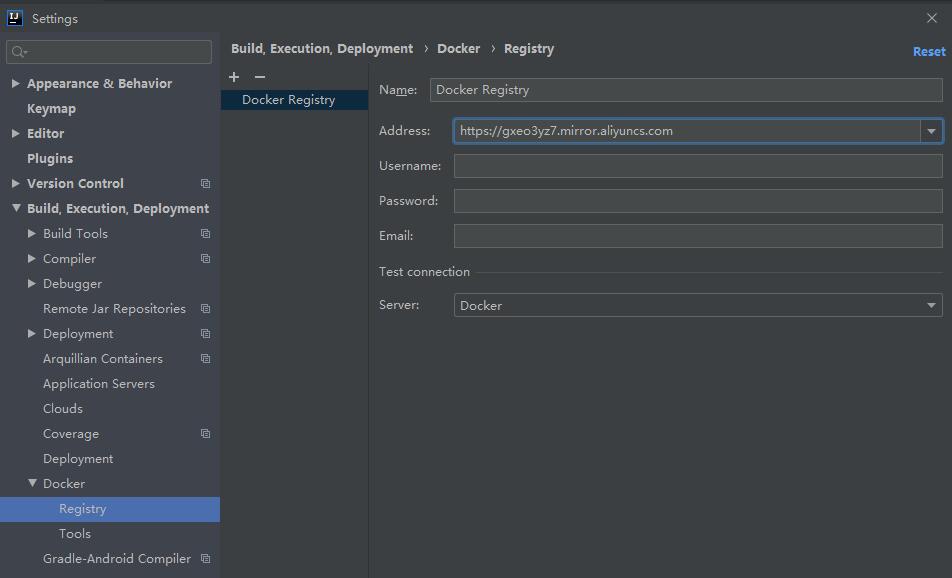 Settings
Appearance & Behavior
Keymap
Editor
Plugins
Version Control
Build, Execution, Deployment
Build Tools
Compiler
Debugger
Remote Jar Repositories
Deployment
Arquillian Containers
Application Servers
Clouds
Coverage
Deployment
Docker
Registry
Tools
Gradle-Android Compiler
Build, Execution, Deployment › Docker › Registry
Reset
Docker Registry
Name: Docker Registry
Address: https://gxeo3yz7.mirror.aliyuncs.com
Username:
Password:
Email:
Test connection
Server: Docker